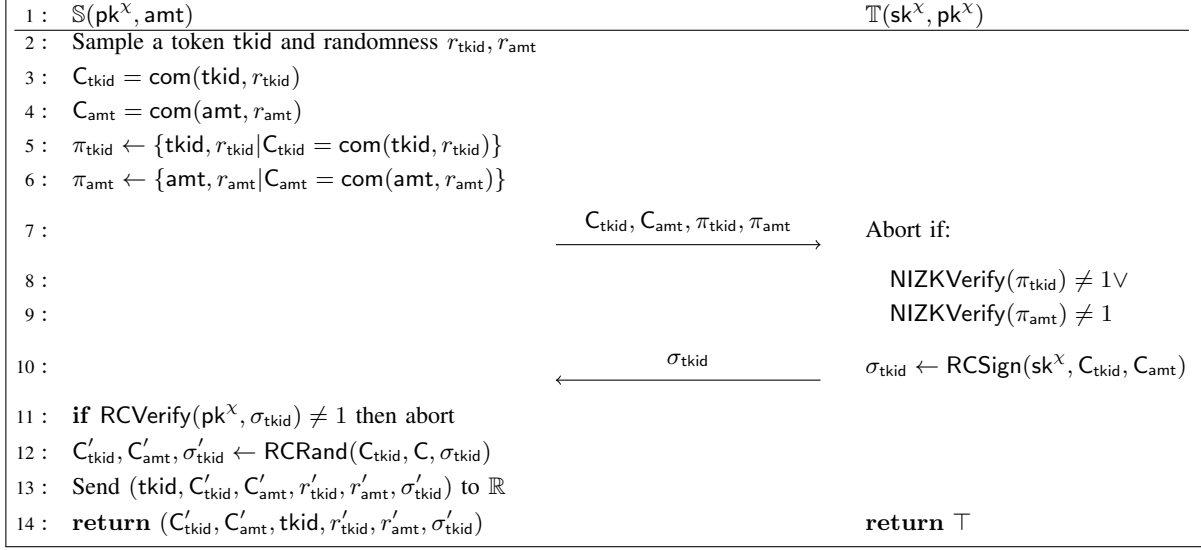 1 : 𝕊(pk^χ, amt) 𝕋(sk^χ, pk^χ)
2 : Sample a token tkid and randomness r_tkid, r_amt
3 : C_tkid = com(tkid, r_tkid)
4 : C_amt = com(amt, r_amt)
5 : π_tkid ← {tkid, r_tkid|C_tkid = com(tkid, r_tkid)}
6 : π_amt ← {amt, r_amt|C_amt = com(amt, r_amt)}
7 : C_tkid, C_amt, π_tkid, π_amt Abort if:
8 : NIZKVerify(π_tkid) ≠ 1∨
9 : NIZKVerify(π_amt) ≠ 1
10 : σ_tkid σ_tkid ← RCSign(sk^χ, C_tkid, C_amt)
11 : if RCVerify(pk^χ, σ_tkid) ≠ 1 then abort
12 : C′_tkid, C′_amt, σ′_tkid ← RCRand(C_tkid, C, σ_tkid)
13 : Send (tkid, C′_tkid, C′_amt, r′_tkid, r′_amt, σ′_tkid) to ℝ
14 : return (C′_tkid, C′_amt, tkid, r′_tkid, r′_amt, σ′_tkid) return ⊤